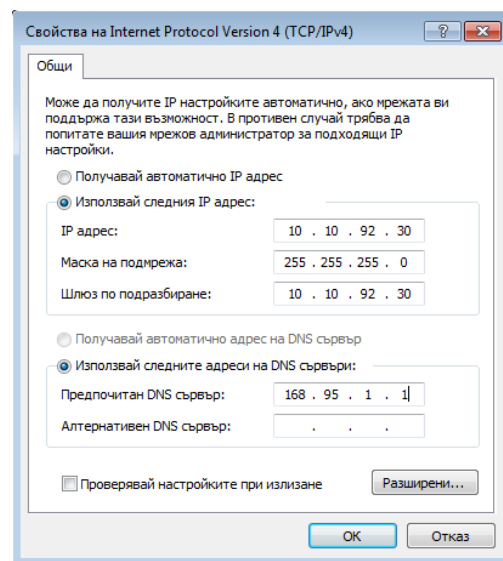 Свойства на Internet Protocol Version 4 (TCP/IPv4)
Общи
Може да получите IP настройките автоматично, ако мрежата ви
поддържа тази възможност. В противен случай трябва да
попитате вашия мрежов администратор за подходящи IP
настройки.
Получавай автоматично IP адрес
Използвай следния IP адрес:
IP адрес: 10 . 10 . 92 . 30
Маска на подмрежа: 255 . 255 . 255 . 0
Шлюз по подразбиране: 10 . 10 . 92 . 30
Получавай автоматично адрес на DNS сървър
Използвай следните адреси на DNS сървъри:
Предпочитан DNS сървър: 168 . 95 . 1 . 1
Алтернативен DNS сървър: . . .
Проверявай настройките при излизане
Разширени...
OK
Отказ